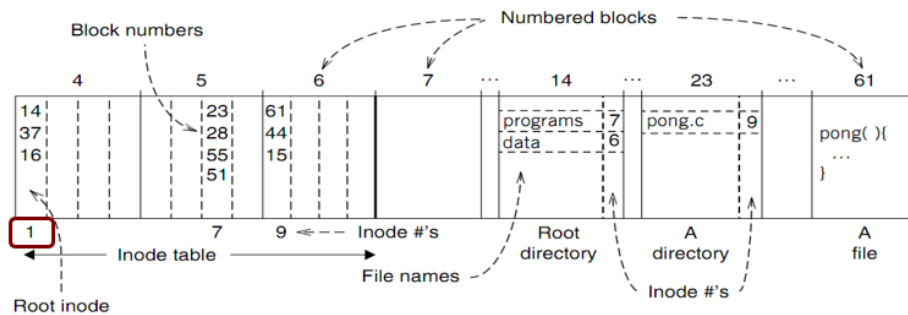 Block numbers
Numbered blocks
4 5 6 7 ... 14 ... 23 ... 61
14 23 61 programs 7 pong.c 9
37 28 44 data 6 pong( ){
16 55 15 ...
51 }
1 7 9 Inode #'s Root directory A directory A file
Inode table
File names
Inode #'s
Root inode